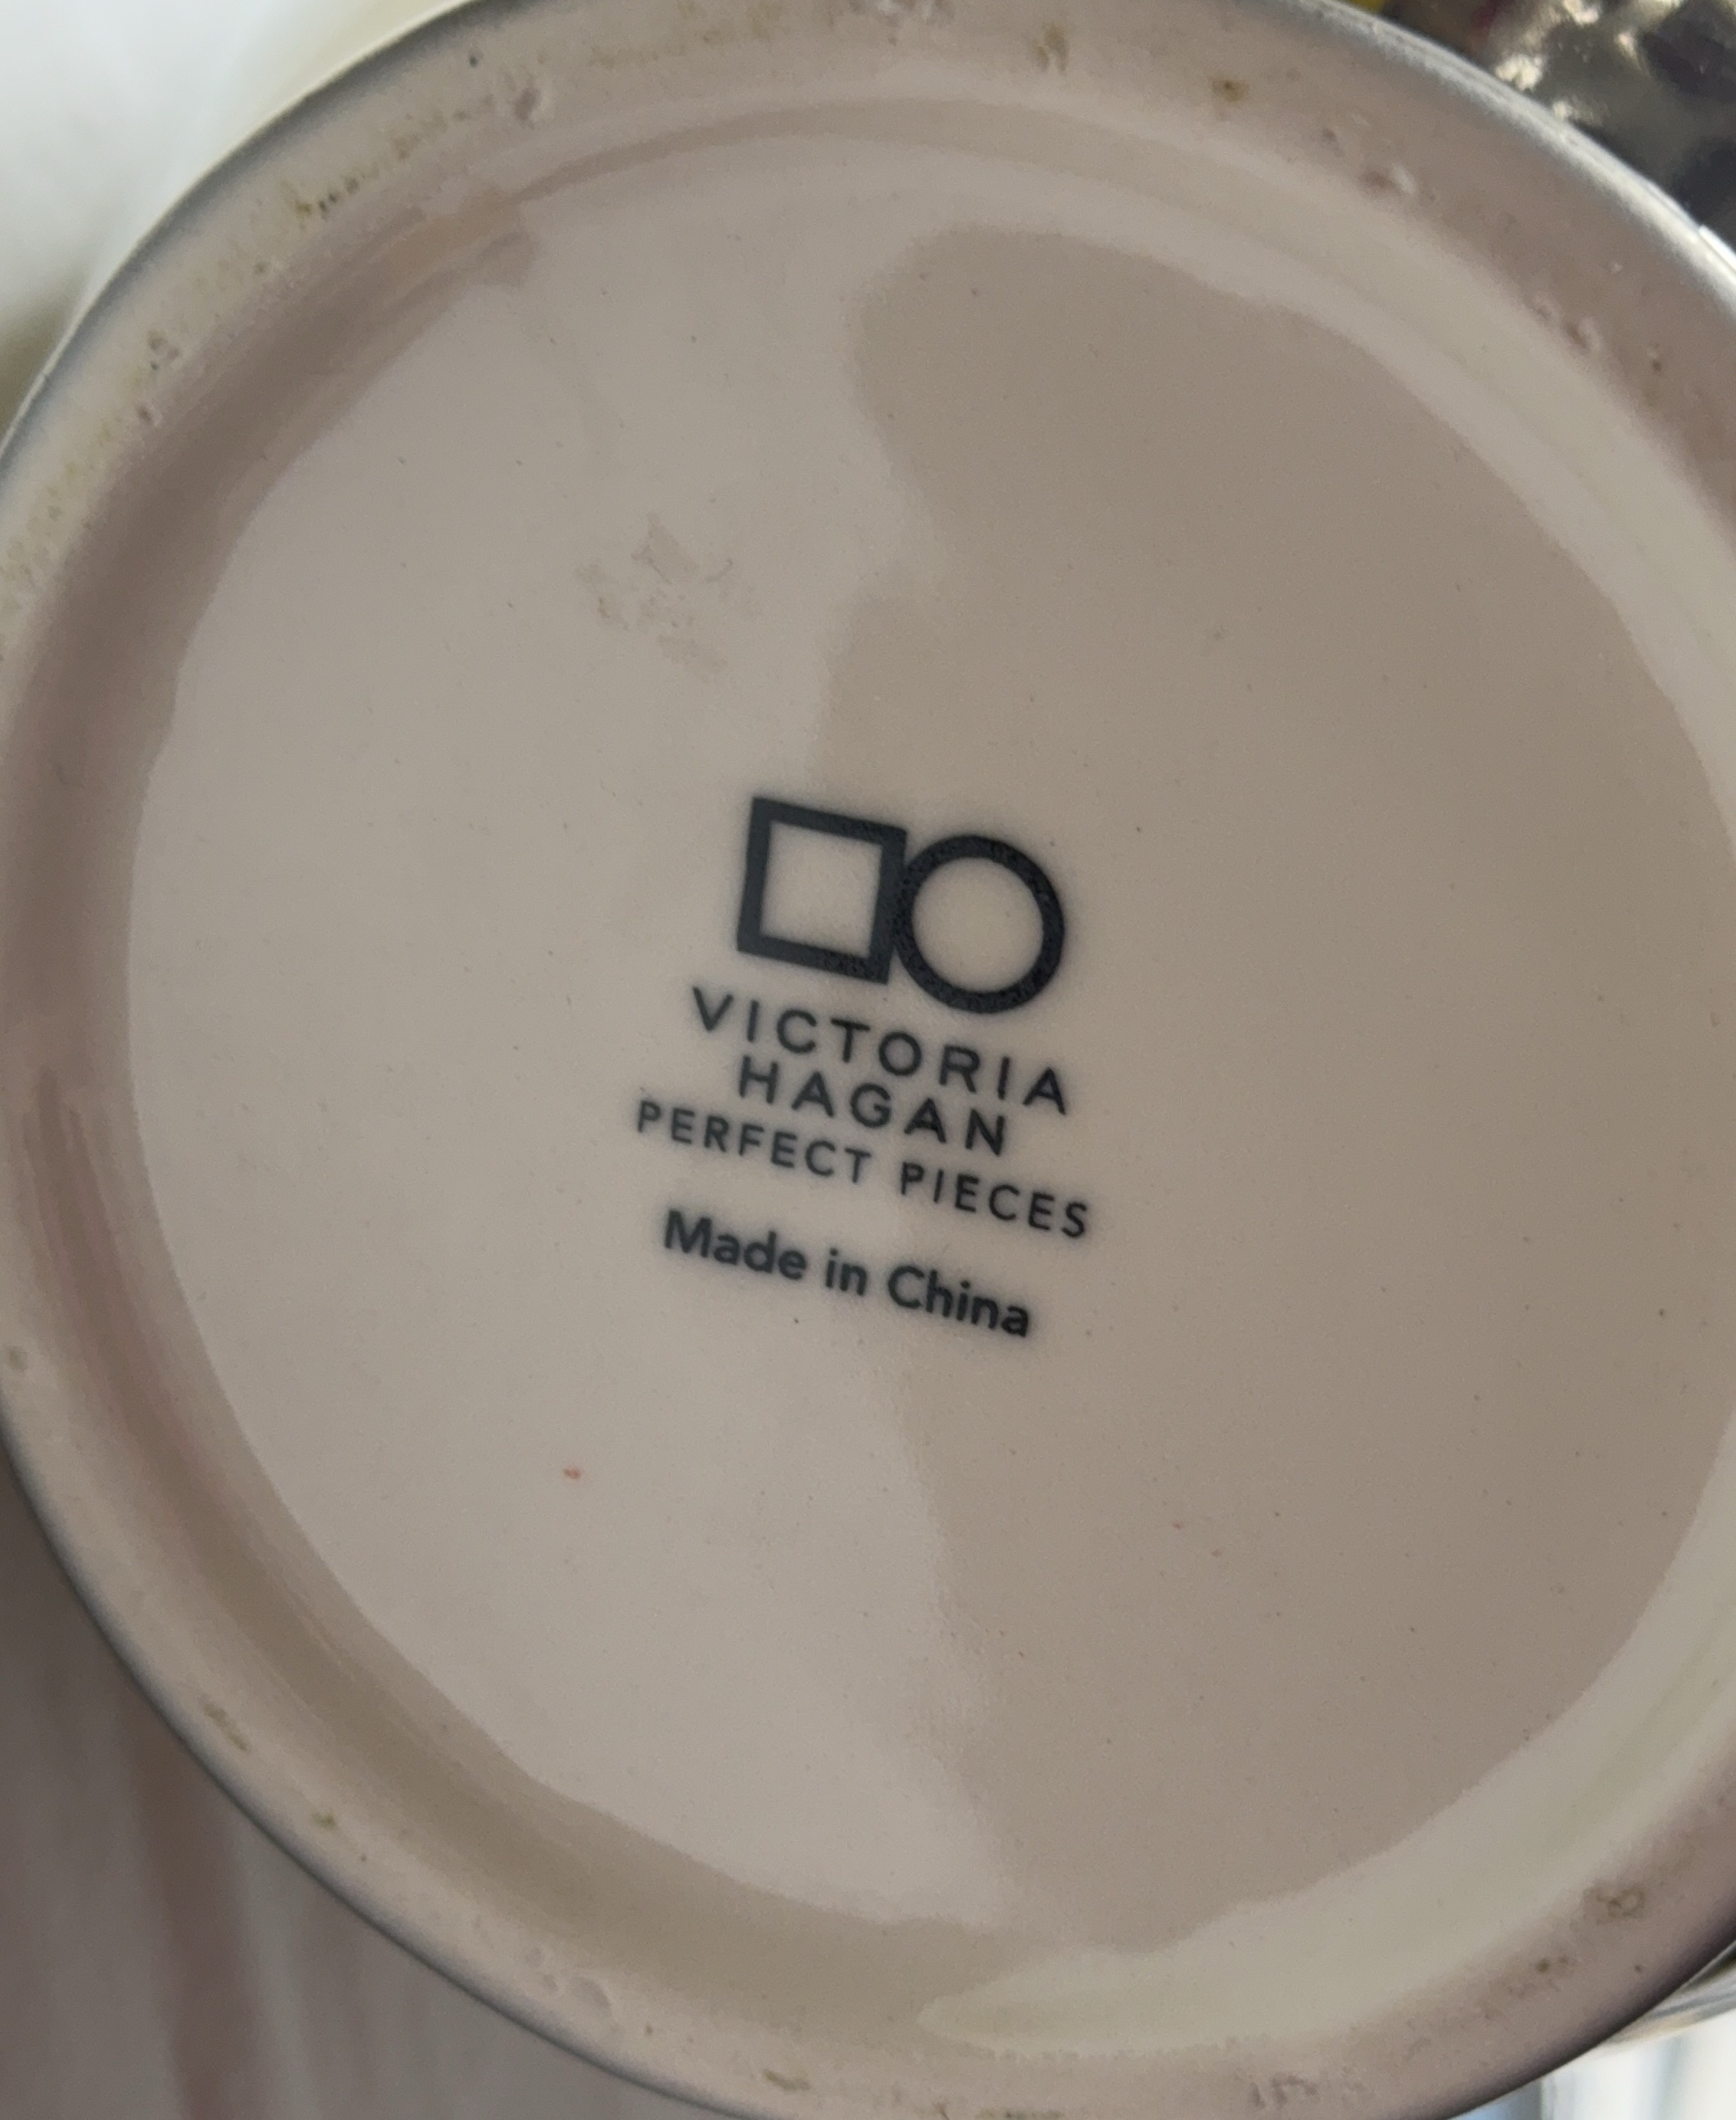 VICTORIA
HAGAN
PERFECT PIECES
Made in China